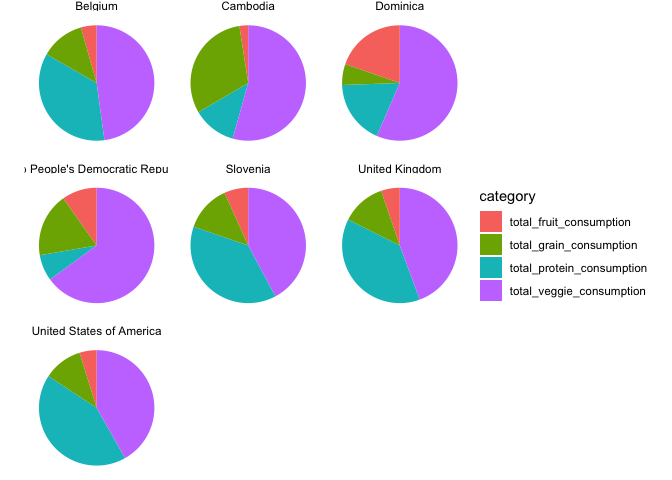 Belgium
Cambodia
Dominica
People's Democratic Repu
Slovenia
United Kingdom
category
total_fruit_consumption
total_grain_consumption
total_protein_consumption
total_veggie_consumption
United States of America